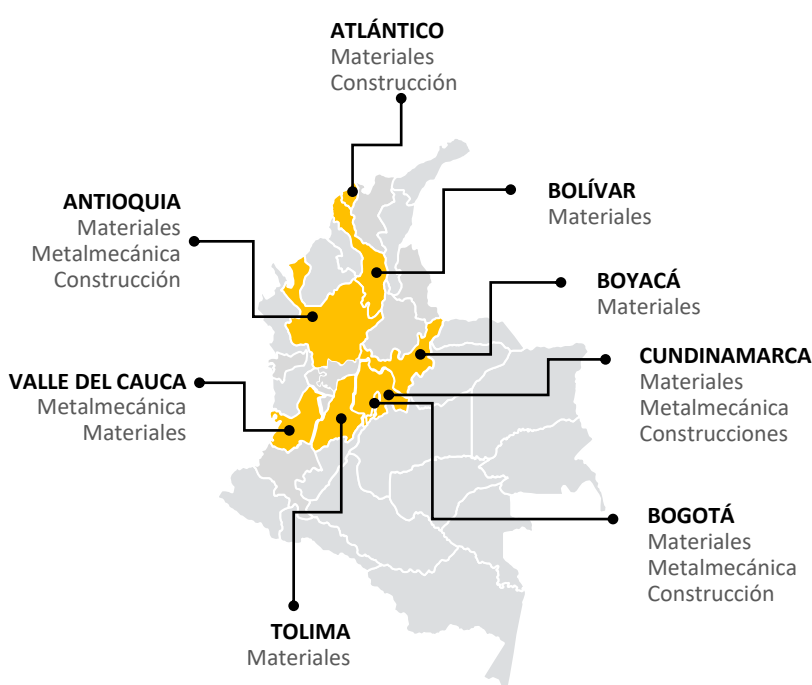 ATLÁNTICO
Materiales
Construcción
ANTIOQUIA
Materiales
Metalmecánica
Construcción
BOLÍVAR
Materiales
BOYACÁ
Materiales
VALLE DEL CAUCA
Metalmecánica
Materiales
CUNDINAMARCA
Materiales
Metalmecánica
Construcciones
BOGOTÁ
Materiales
Metalmecánica
Construcción
TOLIMA
Materiales